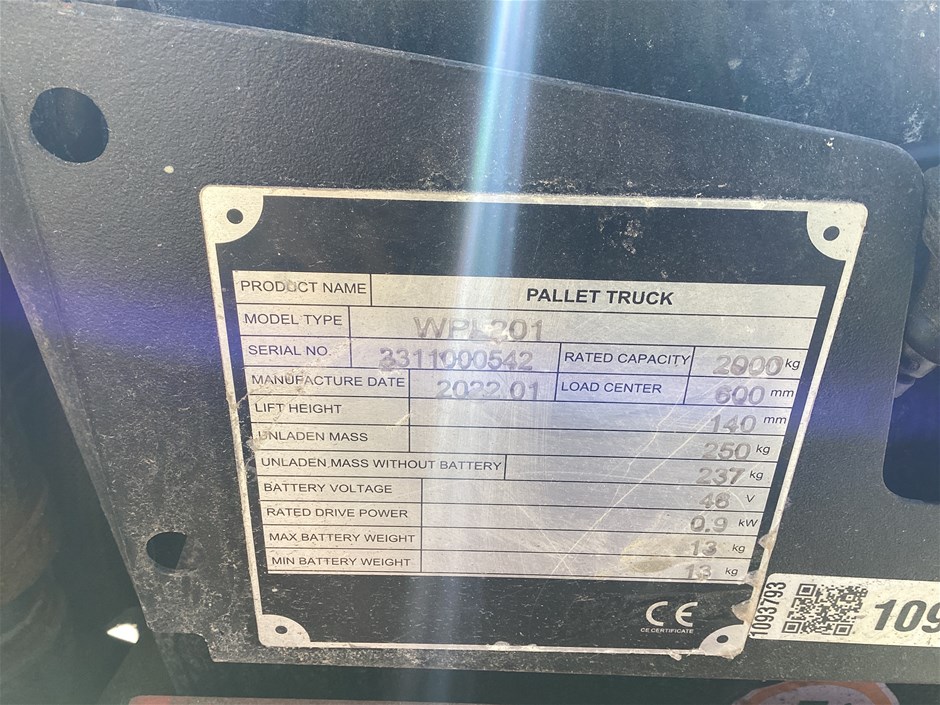 PRODUCT NAME PALLET TRUCK
MODEL TYPE WPL201
SERIAL NO. 3311000542 RATED CAPACITY 2000 kg
MANUFACTURE DATE 2022.01 LOAD CENTER 600 mm
LIFT HEIGHT 140 mm
UNLADEN MASS 250 kg
UNLADEN MASS WITHOUT BATTERY 237 kg
BATTERY VOLTAGE 48 V
RATED DRIVE POWER 0.9 kW
MAX BATTERY WEIGHT 13 kg
MIN BATTERY WEIGHT 13 kg
CE
CE CERTIFICATE
1093793
109